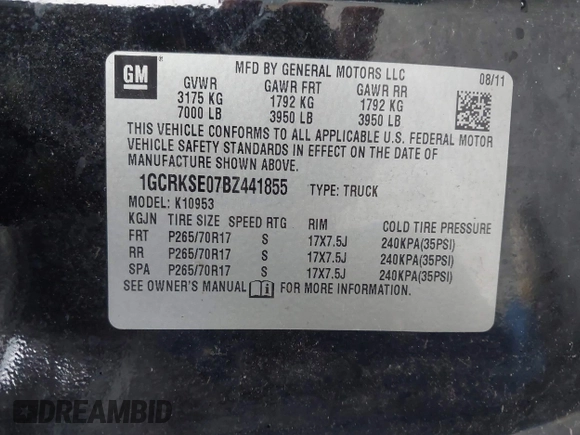 GM
MFD BY GENERAL MOTORS LLC
08/11
GVWR GAWR FRT GAWR RR
3175 KG 1792 KG 1792 KG
7000 LB 3950 LB 3950 LB
THIS VEHICLE CONFORMS TO ALL APPLICABLE U.S. FEDERAL MOTOR
VEHICLE SAFETY STANDARDS IN EFFECT ON THE DATE OF
MANUFACTURE SHOWN ABOVE.
1GCRKSE07BZ441855 TYPE: TRUCK
MODEL: K10953
KGJN TIRE SIZE SPEED RTG RIM COLD TIRE PRESSURE
FRT P265/70R17 S 17X7.5J 240KPA(35PSI)
RR P265/70R17 S 17X7.5J 240KPA(35PSI)
SPA P265/70R17 S 17X7.5J 240KPA(35PSI)
SEE OWNER'S MANUAL FOR MORE INFORMATION.
DREAMBID